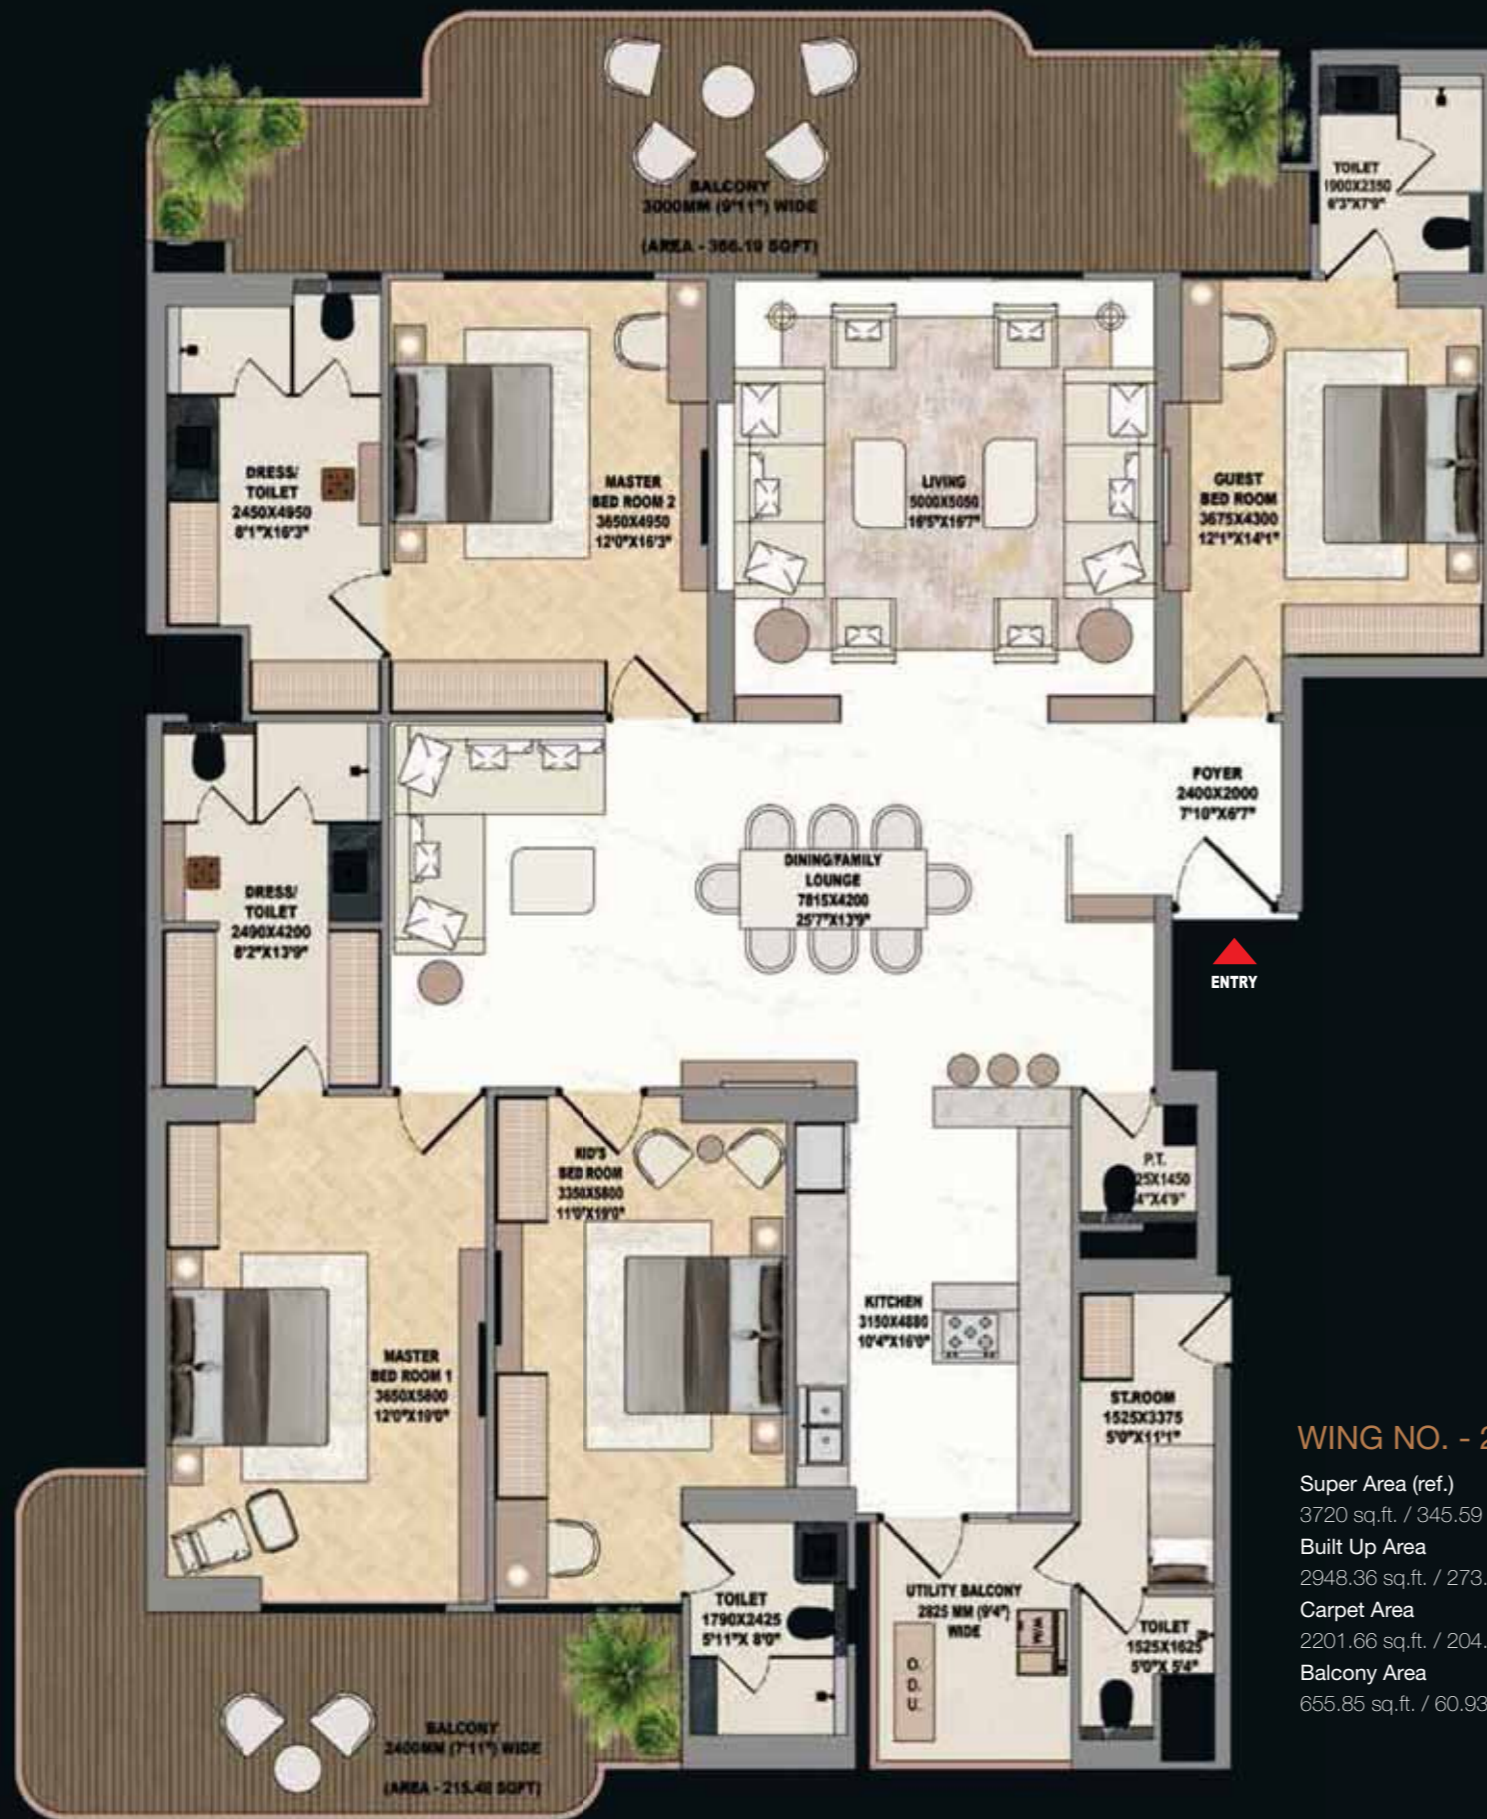 BALCONY
3000MM (9'11") WIDE
(AREA - 366.19 SQFT)
TOILET
1900X2350
6'3"X7'9"
DRESS/
TOILET
2450X4950
8'1"X16'3"
MASTER
BED ROOM 2
3650X4950
12'0"X16'3"
LIVING
5000X5050
16'5"X16'7"
GUEST
BED ROOM
3675X4300
12'1"X14'1"
FOYER
2400X2000
7'10"X6'7"
DINING/FAMILY
LOUNGE
7815X4200
25'7"X13'9"
DRESS/
TOILET
2490X4200
8'2"X13'9"
ENTRY
KID'S
BED ROOM
3350X5800
11'0"X19'0"
P.T.
25X1450
4"X4'9"
KITCHEN
3150X4880
10'4"X16'0"
MASTER
BED ROOM 1
3650X5800
12'0"X19'0"
ST.ROOM
1525X3375
5'0"X11'1"
WING NO. - 2
Super Area (ref.)
3720 sq.ft. / 345.59
Built Up Area
2948.36 sq.ft. / 273.
Carpet Area
2201.66 sq.ft. / 204.
Balcony Area
655.85 sq.ft. / 60.93
TOILET
1790X2425
5'11"X 8'0"
UTILITY BALCONY
2825 MM (9'4")
WIDE
W/M
O.
D.
U.
TOILET
1525X1625
5'0"X 5'4"
BALCONY
2400MM (7'11") WIDE
(AREA - 215.48 SQFT)